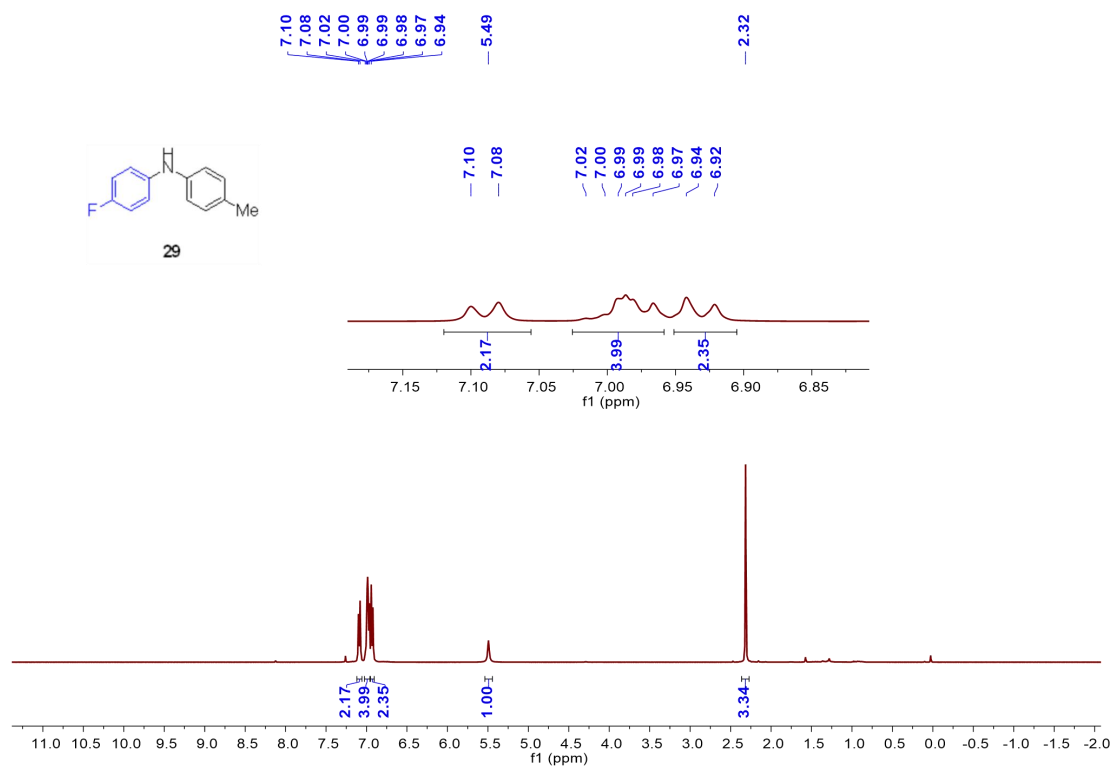 7.10 7.08 7.02 7.00 6.99 6.99 6.98 6.97 6.94 5.49 2.32
7.10 7.08 7.02 7.00 6.99 6.99 6.98 6.97 6.94 6.92
H
N
F
Me
29
2.17 3.99 2.35
7.15 7.10 7.05 7.00 6.95 6.90 6.85
f1 (ppm)
2.17 3.99 2.35 1.00 3.34
11.0 10.0 9.5 9.0 8.5 8.0 7.5 7.0 6.5 6.0 5.5 5.0 4.5 4.0 3.5 3.0 2.5 2.0 1.5 1.0 0.5 0.0 -0.5 -1.0 -1.5 -2.0
f1 (ppm)